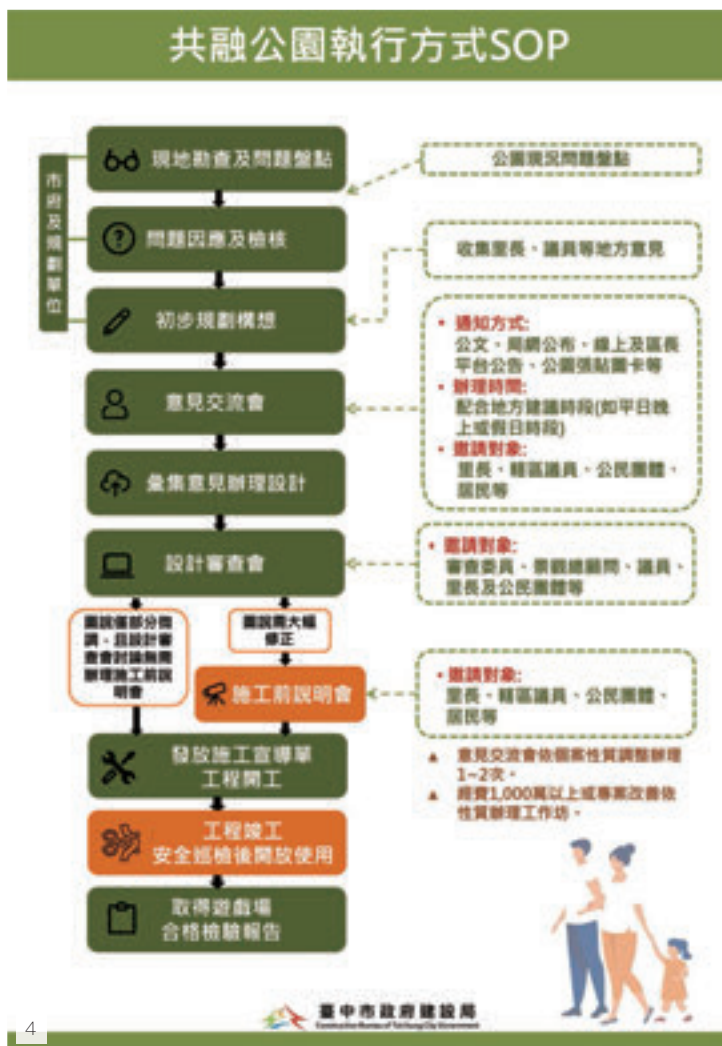 共融公園執行方式SOP
市府及規劃單位
現地勘查及問題盤點
公園現況問題盤點
問題因應及檢核
收集里長、議員等地方意見
初步規劃構想
• 通知方式:
公文、局網公布、線上及區長
平台公告、公園張貼圖卡等
• 辦理時間:
配合地方建議時段(如平日晚
上或假日時段)
• 邀請對象:
里長、轄區議員、公民團體、
居民等
意見交流會
彙集意見辦理設計
設計審查會
• 邀請對象:
審查委員、景觀總顧問、議員、
里長及公民團體等
圖說僅部分微
調、且設計審
查會討論無需
辦理施工前說
明會
圖說需大幅
修正
施工前說明會
• 邀請對象:
里長、轄區議員、公民團體、
居民等
發放施工宣導單
工程開工
▲ 意見交流會依個案性質調整辦理
1~2次。
▲ 經費1,000萬以上或專案改善依
性質辦理工作坊。
工程竣工
安全巡檢後開放使用
取得遊戲場
合格檢驗報告
臺中市政府建設局
Construction Bureau of Taichung City Government
4